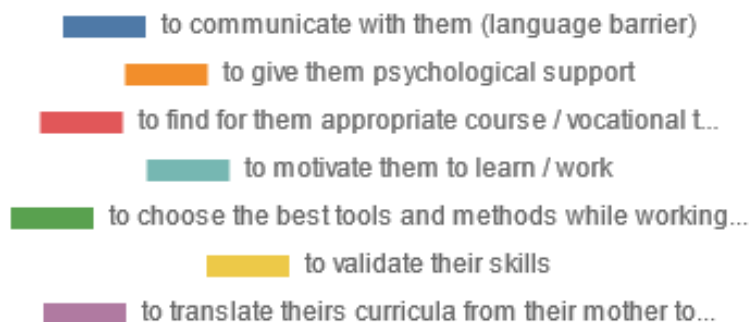 to communicate with them (language barrier)
to give them psychological support
to find for them appropriate course / vocational t...
to motivate them to learn / work
to choose the best tools and methods while working...
to validate their skills
to translate theirs curricula from their mother to...